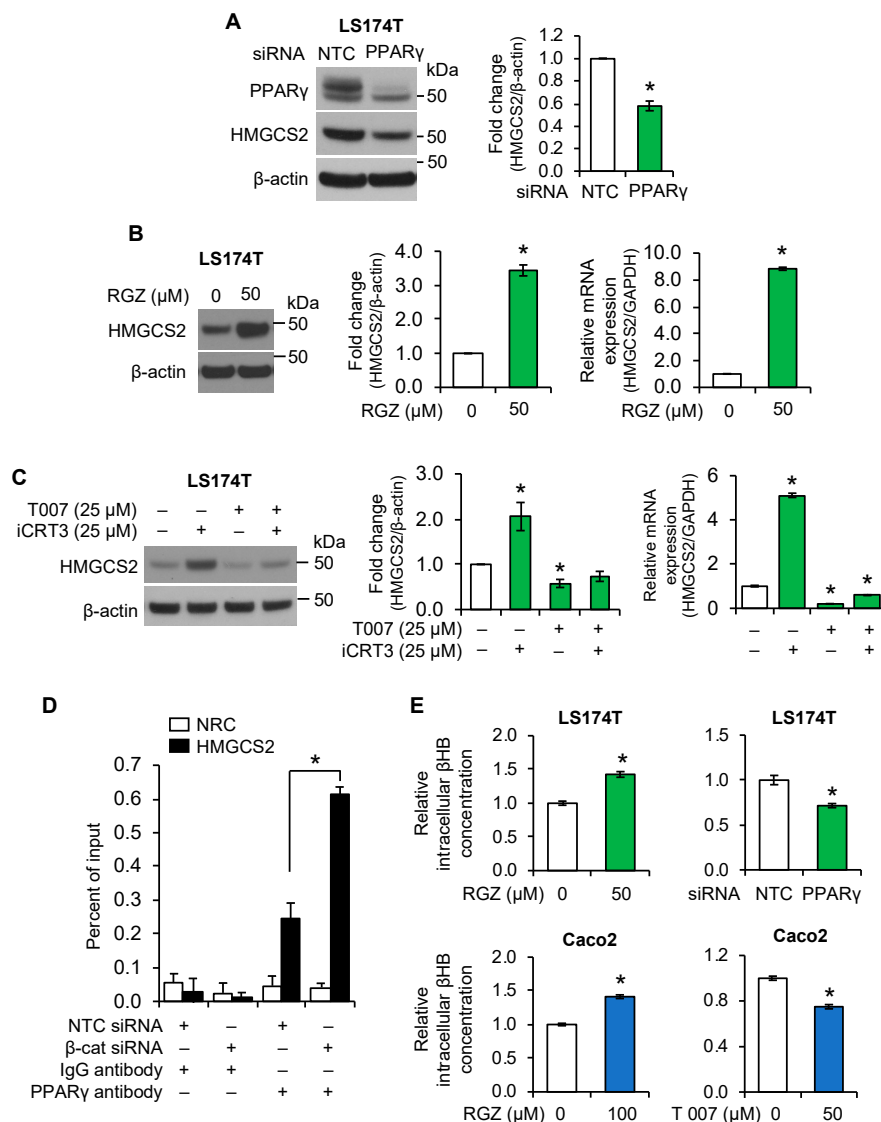 A
LS174T
siRNA NTC PPARγ
kDa
PPARγ
50
HMGCS2
50
50
β-actin
Fold change
(HMGCS2/β-actin)
1.2
1.0
0.8
0.6
0.4
0.2
0.0
*
siRNA NTC PPARγ
B
LS174T
RGZ (μM) 0 50
kDa
HMGCS2
50
50
β-actin
Fold change
(HMGCS2/β-actin)
4.0
3.0
2.0
1.0
0.0
*
RGZ (μM) 0 50
Relative mRNA
expression
(HMGCS2/GAPDH)
10.0
8.0
6.0
4.0
2.0
0.0
*
RGZ (μM) 0 50
C
LS174T
T007 (25 μM) – – + +
iCRT3 (25 μM) – + – +
kDa
HMGCS2
50
50
β-actin
Fold change
(HMGCS2/β-actin)
3.0
2.0
1.0
0.0
* *
T007 (25 μM) – – + +
iCRT3 (25 μM) – + – +
Relative mRNA
expression
(HMGCS2/GAPDH)
6
4
2
0
* * *
– – + +
– + – +
D
NRC
HMGCS2
Percent of input
0.7
0.6
0.5
0.4
0.3
0.2
0.1
0.0
*
NTC siRNA + – + –
β-cat siRNA – + – +
IgG antibody + + – –
PPARγ antibody – – + +
E
LS174T
Relative
intracellular βHB
concentration
2.0
1.5
1.0
0.5
0.0
*
RGZ (μM) 0 50
LS174T
1.5
1.0
0.5
0.0
*
siRNA NTC PPARγ
Caco2
Relative
intracellular βHB
concentration
2.0
1.5
1.0
0.5
0.0
*
RGZ (μM) 0 100
Caco2
1.2
0.9
0.6
0.3
0.0
*
T 007 (μM) 0 50